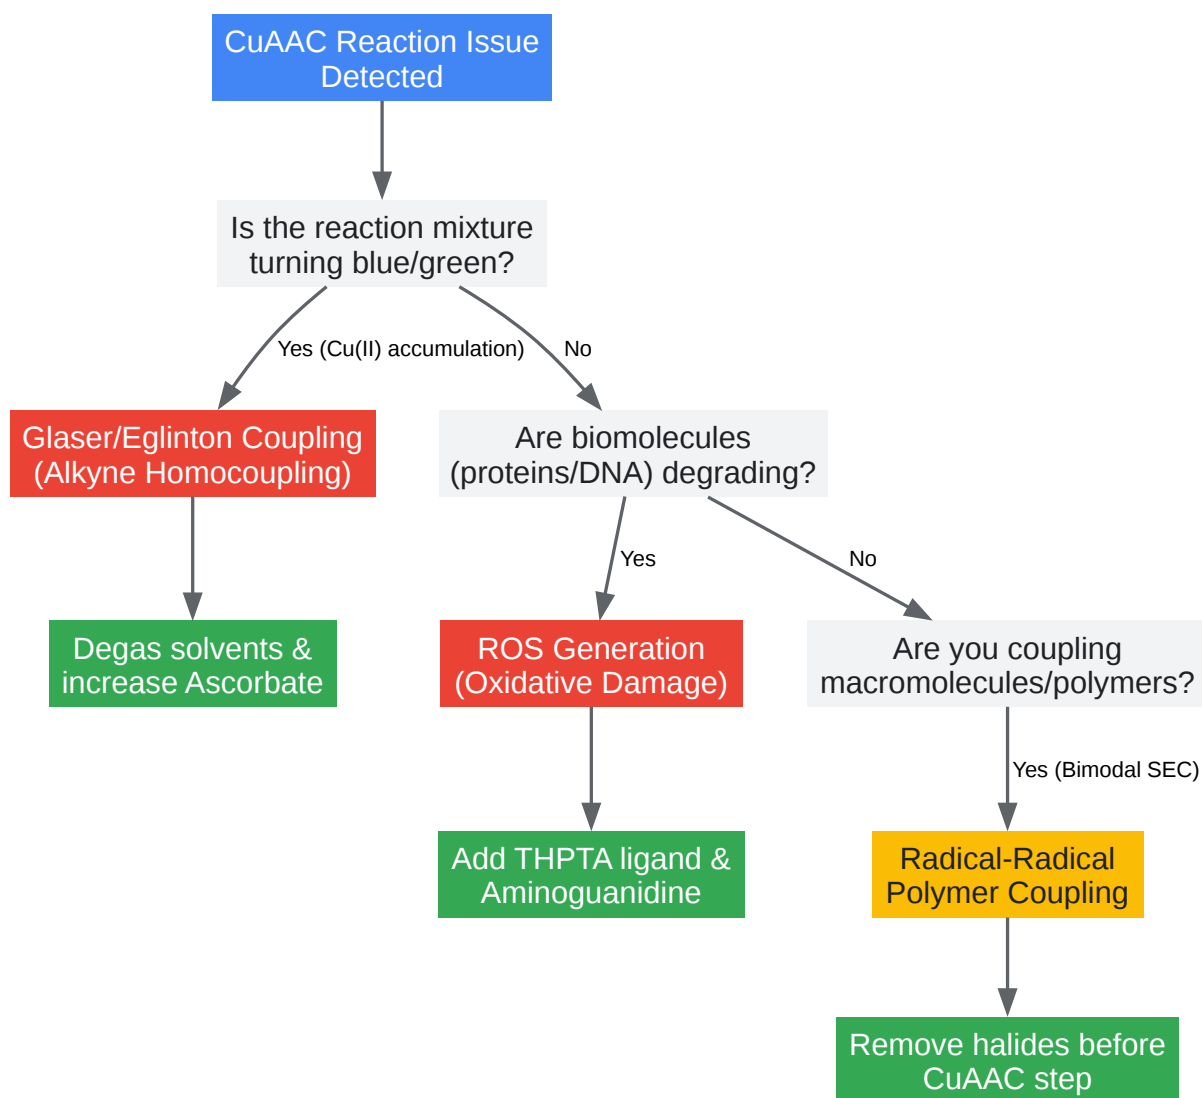 CuAAC Reaction Issue
Detected
Is the reaction mixture
turning blue/green?
Yes (Cu(II) accumulation)
No
Glaser/Eglinton Coupling
(Alkyne Homocoupling)
Are biomolecules
(proteins/DNA) degrading?
Yes
No
Degas solvents &
increase Ascorbate
ROS Generation
(Oxidative Damage)
Are you coupling
macromolecules/polymers?
Yes (Bimodal SEC)
Add THPTA ligand &
Aminoguanidine
Radical-Radical
Polymer Coupling
Remove halides before
CuAAC step